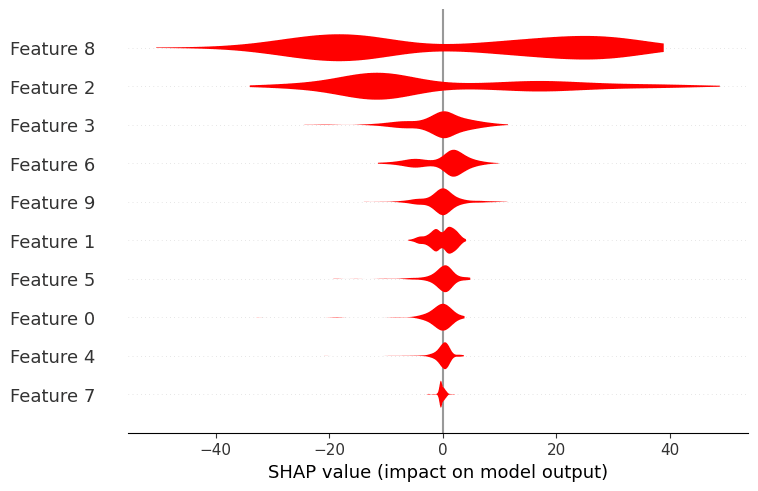 Feature 8
Feature 2
Feature 3
Feature 6
Feature 9
Feature 1
Feature 5
Feature 0
Feature 4
Feature 7
−40 −20 0 20 40
SHAP value (impact on model output)